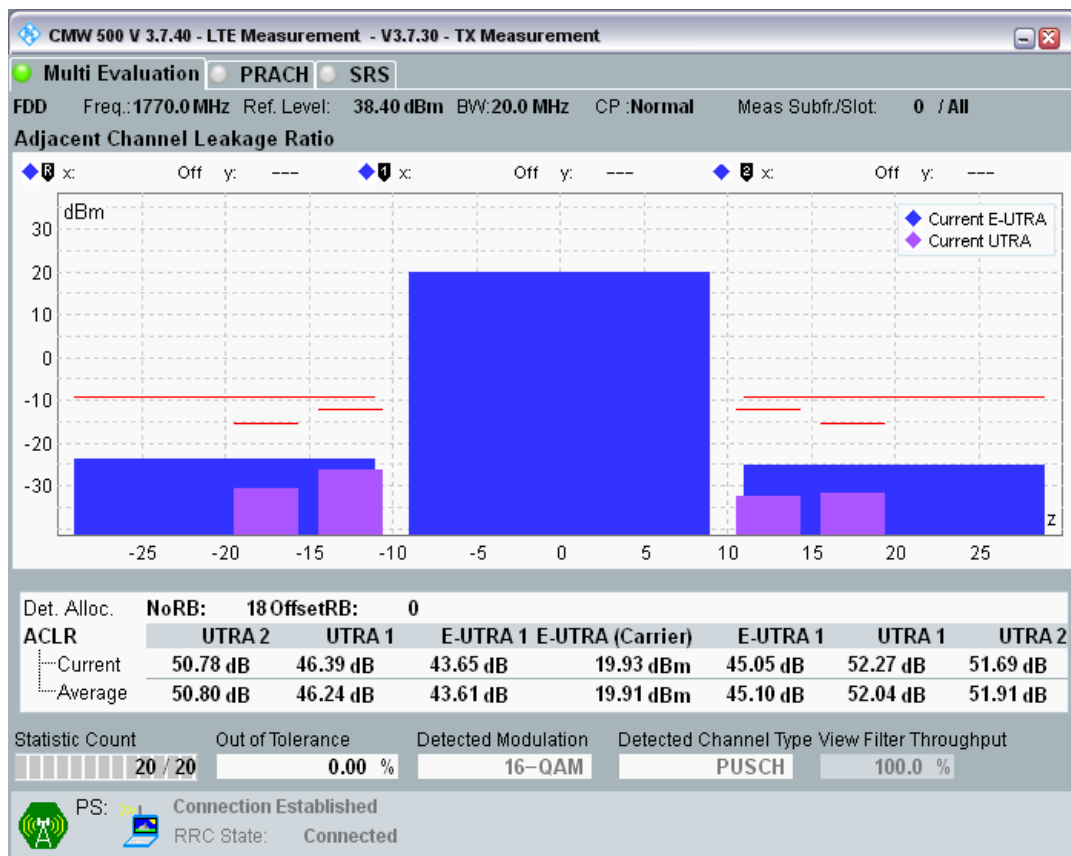 CMW 500 V 3.7.40 - LTE Measurement - V3.7.30 - TX Measurement
Multi Evaluation PRACH SRS
FDD Freq.:1770.0 MHz Ref. Level: 38.40 dBm BW:20.0 MHz CP :Normal Meas Subfr./Slot: 0 / All
Adjacent Channel Leakage Ratio
R x: Off y: --- 1 x: Off y: --- 2 x: Off y: ---
dBm
Current E-UTRA
Current UTRA
30
20
10
0
-10
-20
-30
z
-25 -20 -15 -10 -5 0 5 10 15 20 25
Det. Alloc. NoRB: 18 OffsetRB: 0
ACLR UTRA 2 UTRA 1 E-UTRA 1 E-UTRA (Carrier) E-UTRA 1 UTRA 1 UTRA 2
Current 50.78 dB 46.39 dB 43.65 dB 19.93 dBm 45.05 dB 52.27 dB 51.69 dB
Average 50.80 dB 46.24 dB 43.61 dB 19.91 dBm 45.10 dB 52.04 dB 51.91 dB
Statistic Count Out of Tolerance Detected Modulation Detected Channel Type View Filter Throughput
20 / 20 0.00 % 16-QAM PUSCH 100.0 %
PS: Connection Established
RRC State: Connected